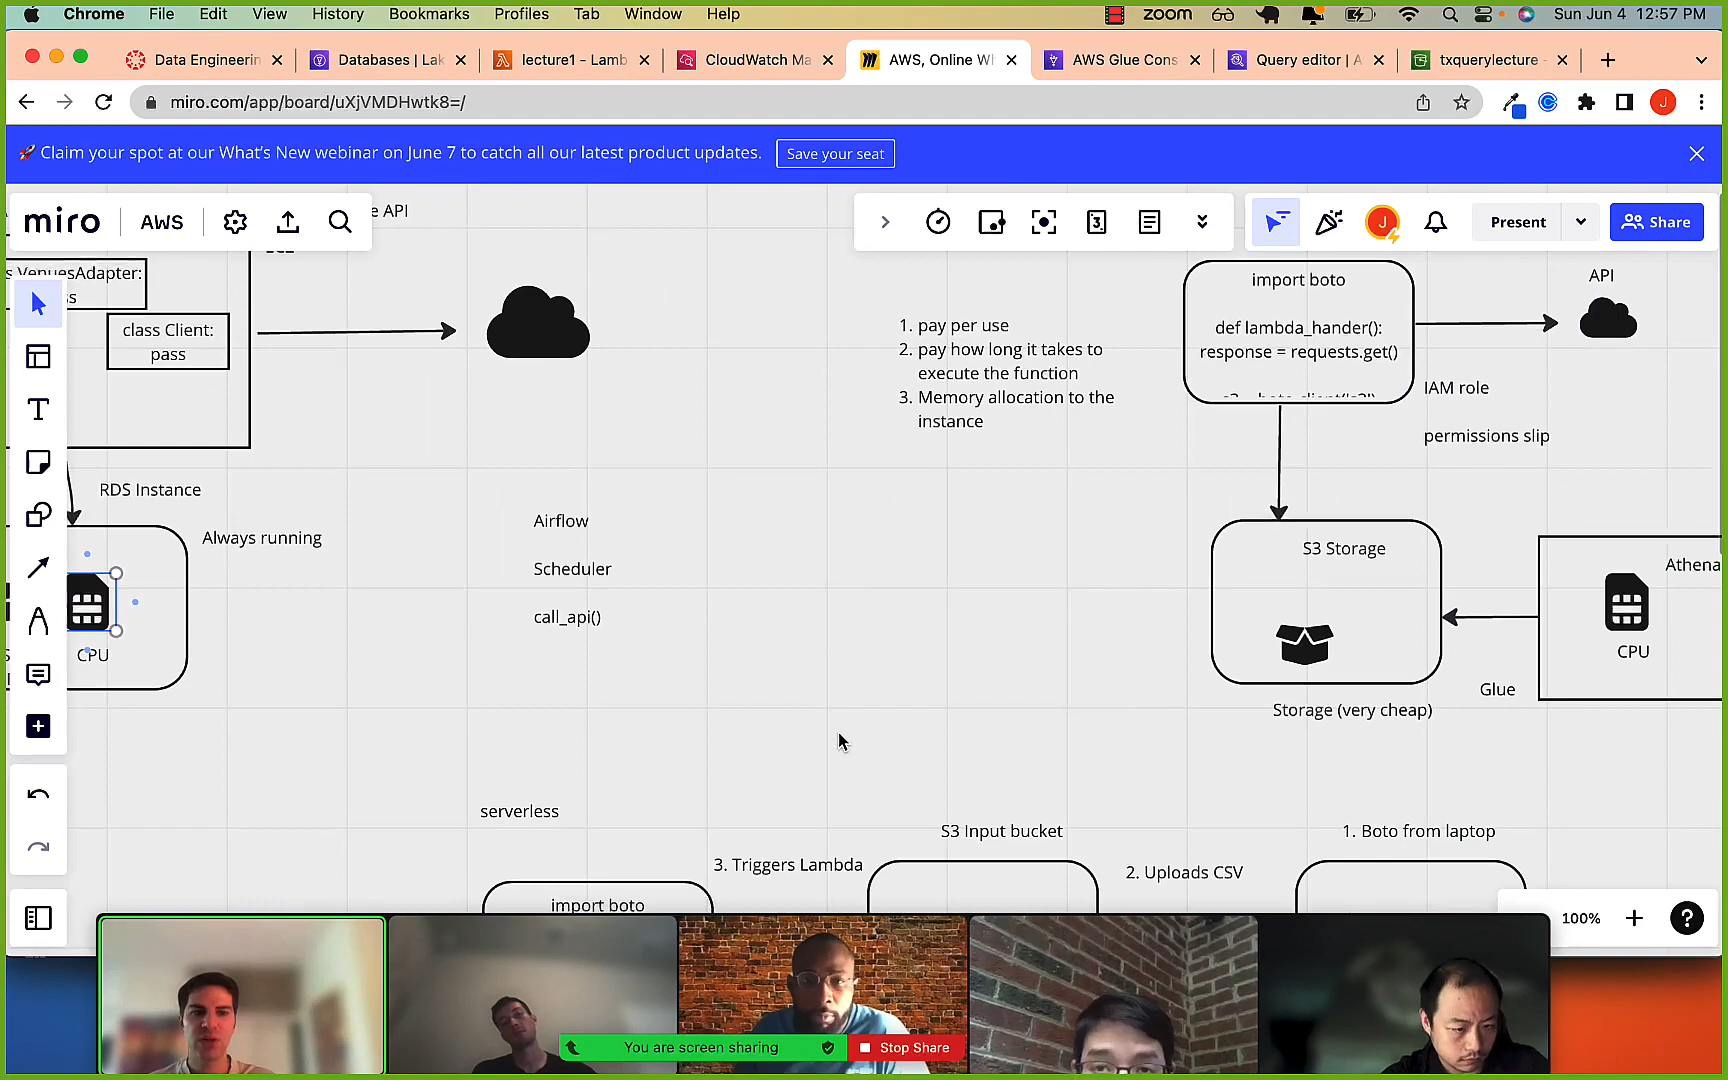 Chrome File Edit View History Bookmarks Profiles Tab Window Help
zoom
Sun Jun 4 12:57 PM
Data Engineerin
Databases | Lak
lecture1 - Lamb
CloudWatch Ma
AWS, Online Wh
AWS Glue Cons
Query editor | A
txquerylecture -
miro.com/app/board/uXjVMDHwtk8=/
J
🚀 Claim your spot at our What's New webinar on June 7 to catch all our latest product updates.
Save your seat
miro
AWS
e API
3
J
Present
Share
s VenuesAdapter:
ss
class Client:
pass
1. pay per use
2. pay how long it takes to
execute the function
3. Memory allocation to the
instance
import boto
def lambda_hander():
response = requests.get()
API
IAM role
permissions slip
RDS Instance
Always running
CPU
Airflow
Scheduler
call_api()
S3 Storage
Storage (very cheap)
Glue
Athena
CPU
serverless
3. Triggers Lambda
S3 Input bucket
2. Uploads CSV
1. Boto from laptop
import boto
100%
You are screen sharing
Stop Share